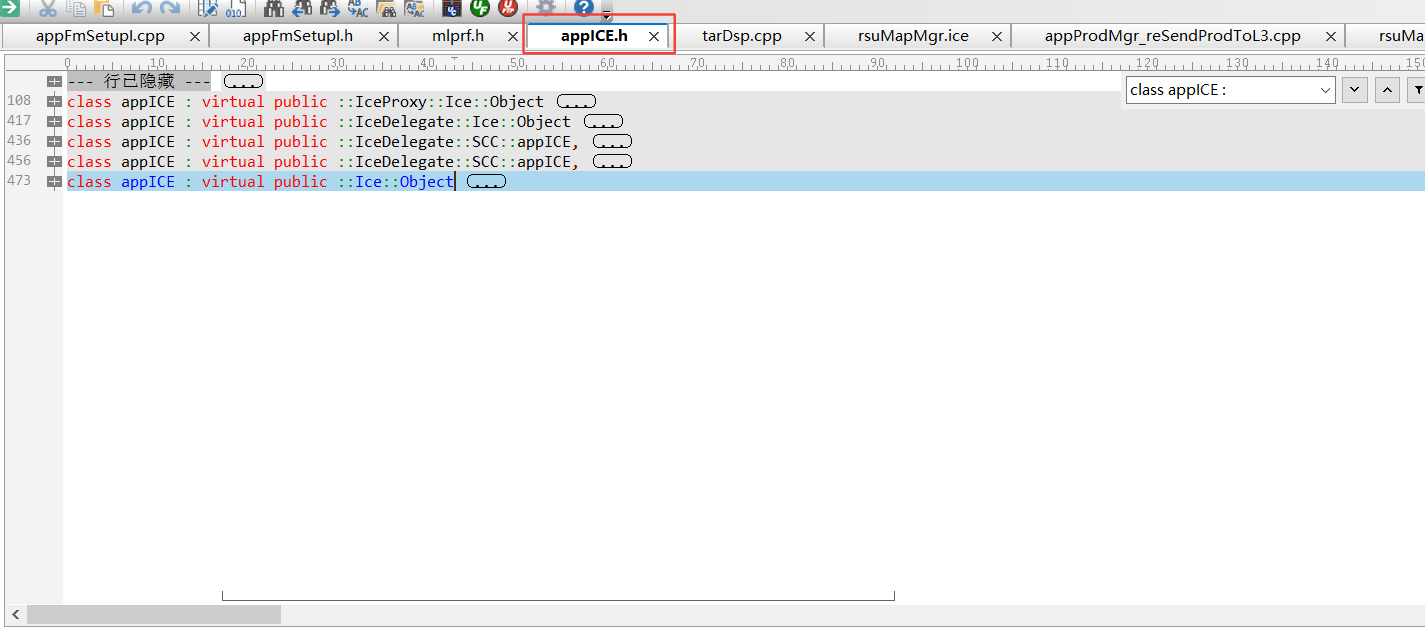 appFmSetupI.cpp appFmSetupI.h mlprf.h appICE.h tarDsp.cpp rsuMapMgr.ice appProdMgr_reSendProdToL3.cpp rsuMa
0 10 20 30 40 50 60 70 80 90 100 110 120 130 140 150
--- 行已隐藏 --- ...
class appICE :
108 class appICE : virtual public ::IceProxy::Ice::Object ...
417 class appICE : virtual public ::IceDelegate::Ice::Object ...
436 class appICE : virtual public ::IceDelegate::SCC::appICE, ...
456 class appICE : virtual public ::IceDelegate::SCC::appICE, ...
473 class appICE : virtual public ::Ice::Object ...